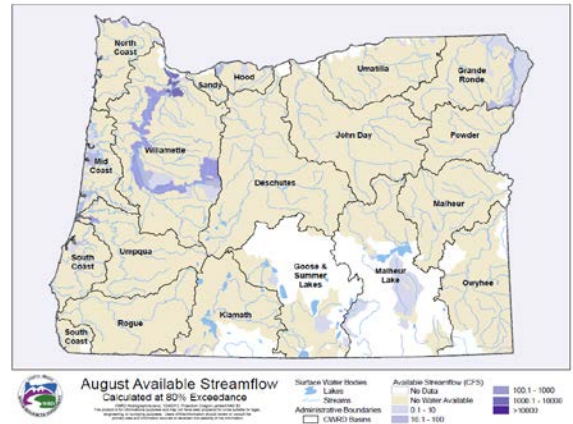 North
Coast
Sandy
Hood
Umatilla
Grande
Ronde
Willamette
John Day
Powder
Mid
Coast
Deschutes
Malheur
South
Coast
Umpqua
Goose &
Summer
Lakes
Malheur
Lake
Owyhee
Klamath
Rogue
South
Coast
August Available Streamflow
Calculated at 80% Exceedance
Surface Water Bodies
Lakes
Streams
Administrative Boundaries
OWRD Basins
Available Streamflow (CFS)
No Data
No Water Available
0.1 - 10
10.1 - 100
100.1 - 1000
1000.1 - 10000
>10000